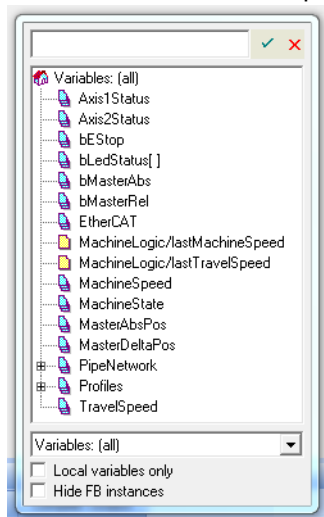 Variables: (all)
Axis1Status
Axis2Status
bEStop
bLedStatus[ ]
bMasterAbs
bMasterRel
EtherCAT
MachineLogic/lastMachineSpeed
MachineLogic/lastTravelSpeed
MachineSpeed
MachineState
MasterAbsPos
MasterDeltaPos
PipeNetwork
Profiles
TravelSpeed
Variables: (all)
Local variables only
Hide FB instances